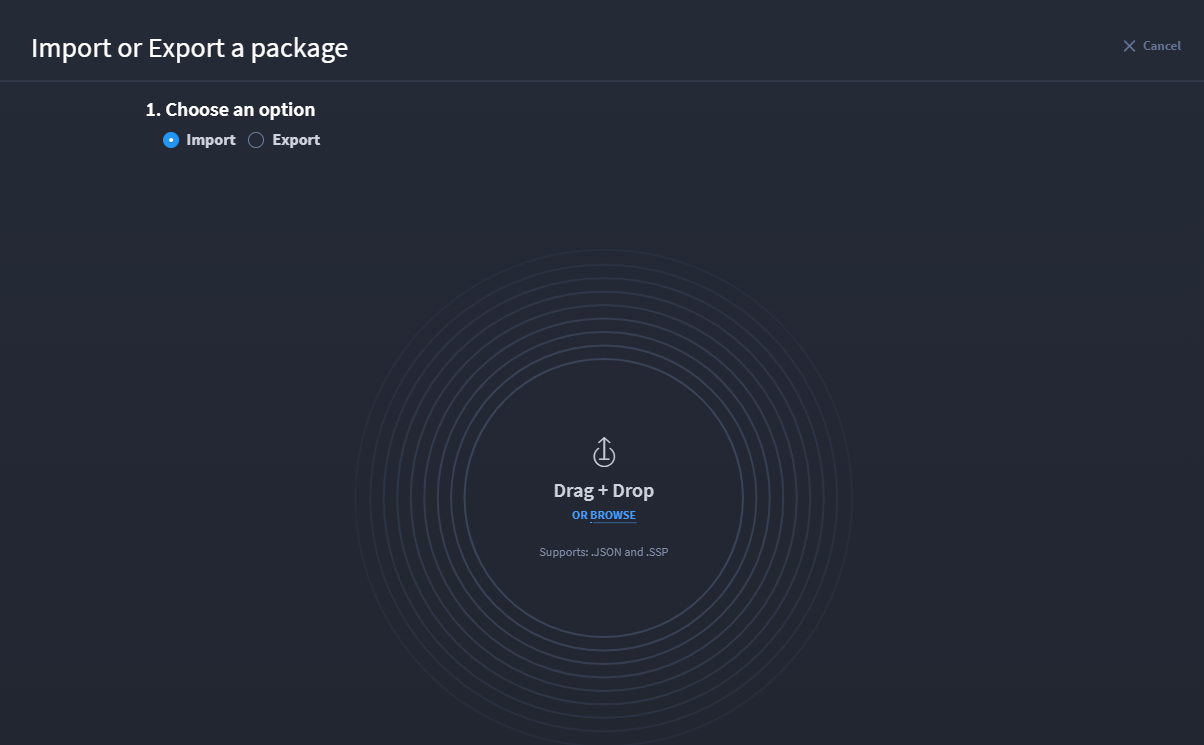 Import or Export a package
Cancel
1. Choose an option
Import Export
Drag + Drop
OR BROWSE
Supports: .JSON and .SSP